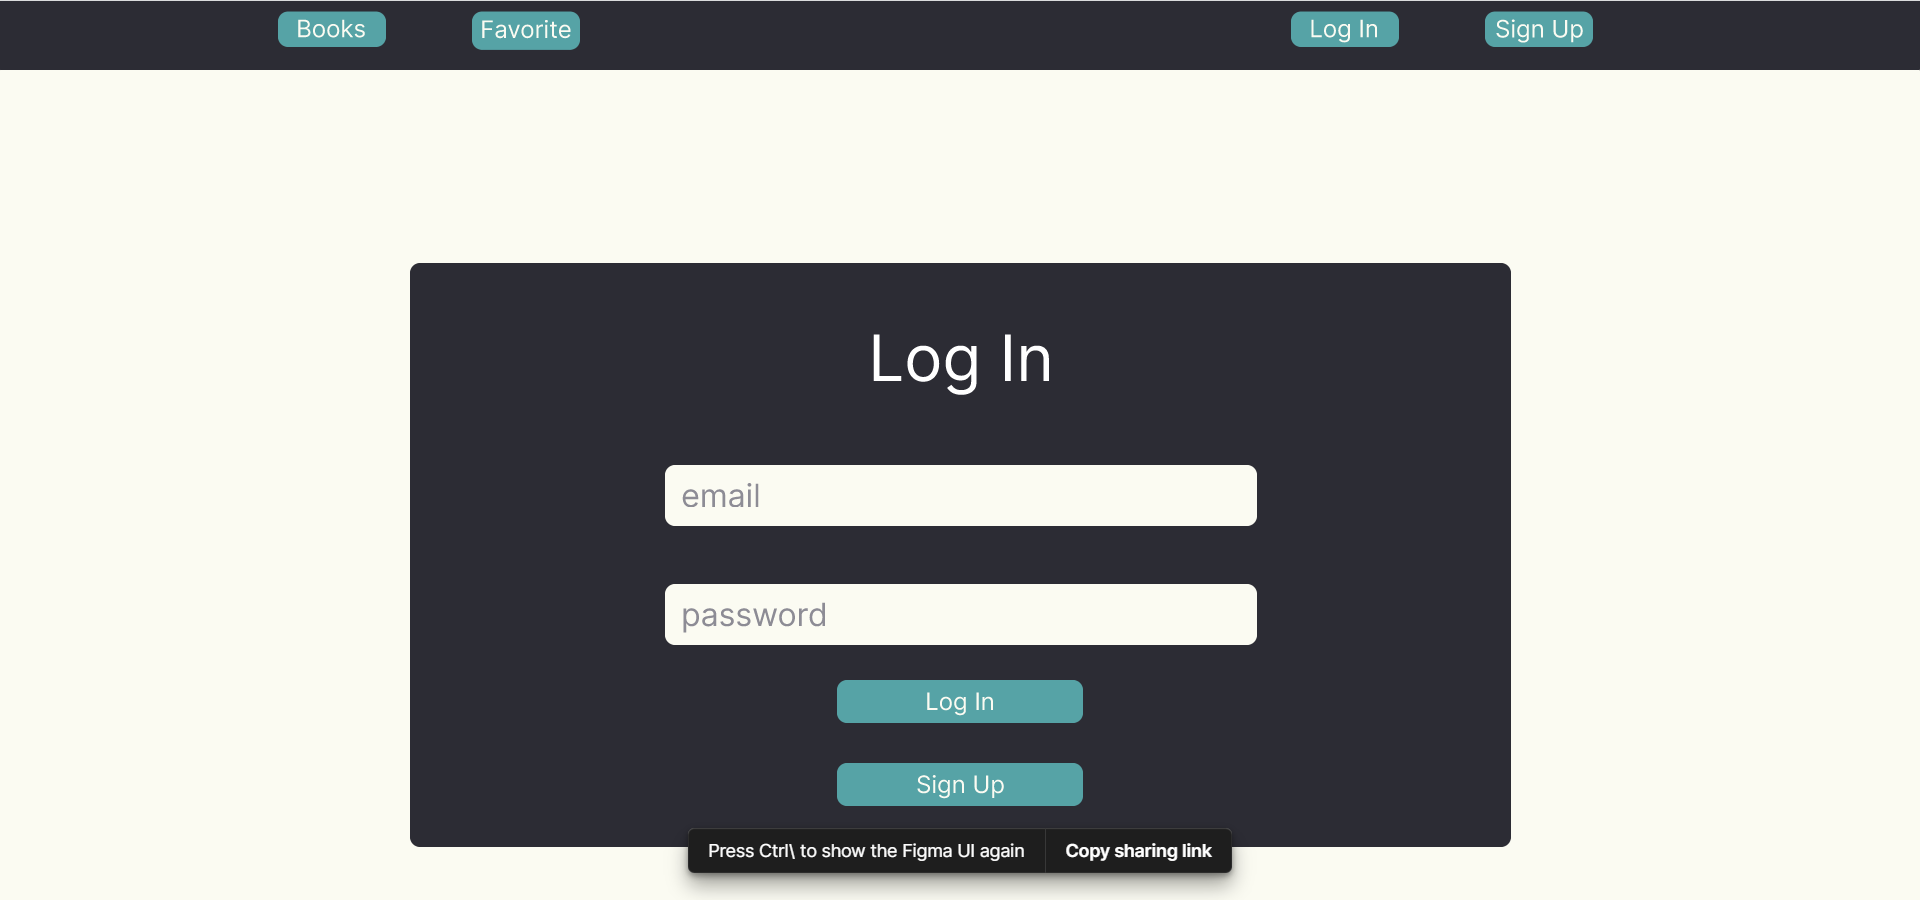 Books Favorite Log In Sign Up
Log In
email
password
Log In
Sign Up
Press Ctrl\ to show the Figma UI again Copy sharing link